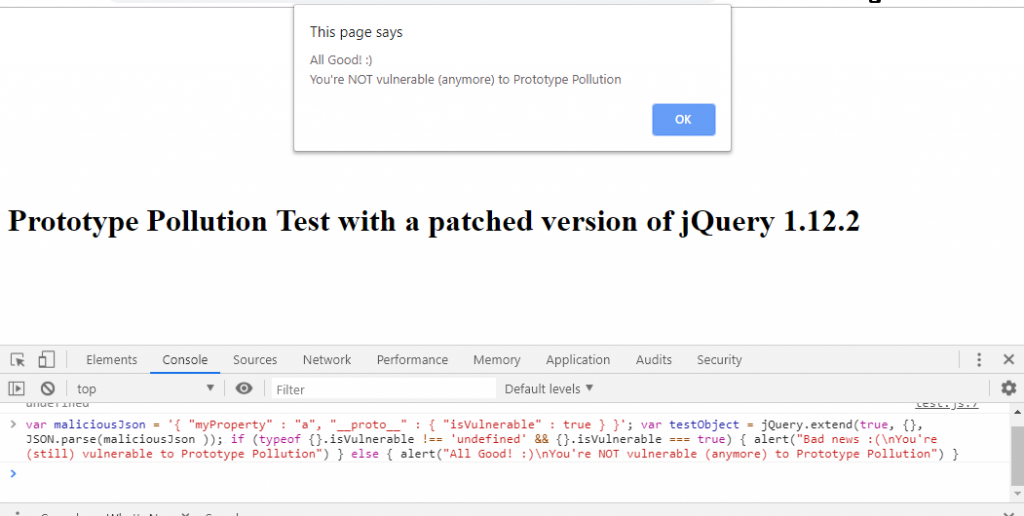 This page says
All Good! :)
You're NOT vulnerable (anymore) to Prototype Pollution
OK
Prototype Pollution Test with a patched version of jQuery 1.12.2
Elements Console Sources Network Performance Memory Application Audits Security
top Filter Default levels
undefined test.js:7
var maliciousJson = '{ "myProperty" : "a", "__proto__" : { "isVulnerable" : true } }'; var testObject = jQuery.extend(true, {},
JSON.parse(maliciousJson )); if (typeof {}.isVulnerable !== 'undefined' && {}.isVulnerable === true) { alert("Bad news :(\nYou're
(still) vulnerable to Prototype Pollution") } else { alert("All Good! :)\nYou're NOT vulnerable (anymore) to Prototype Pollution") }